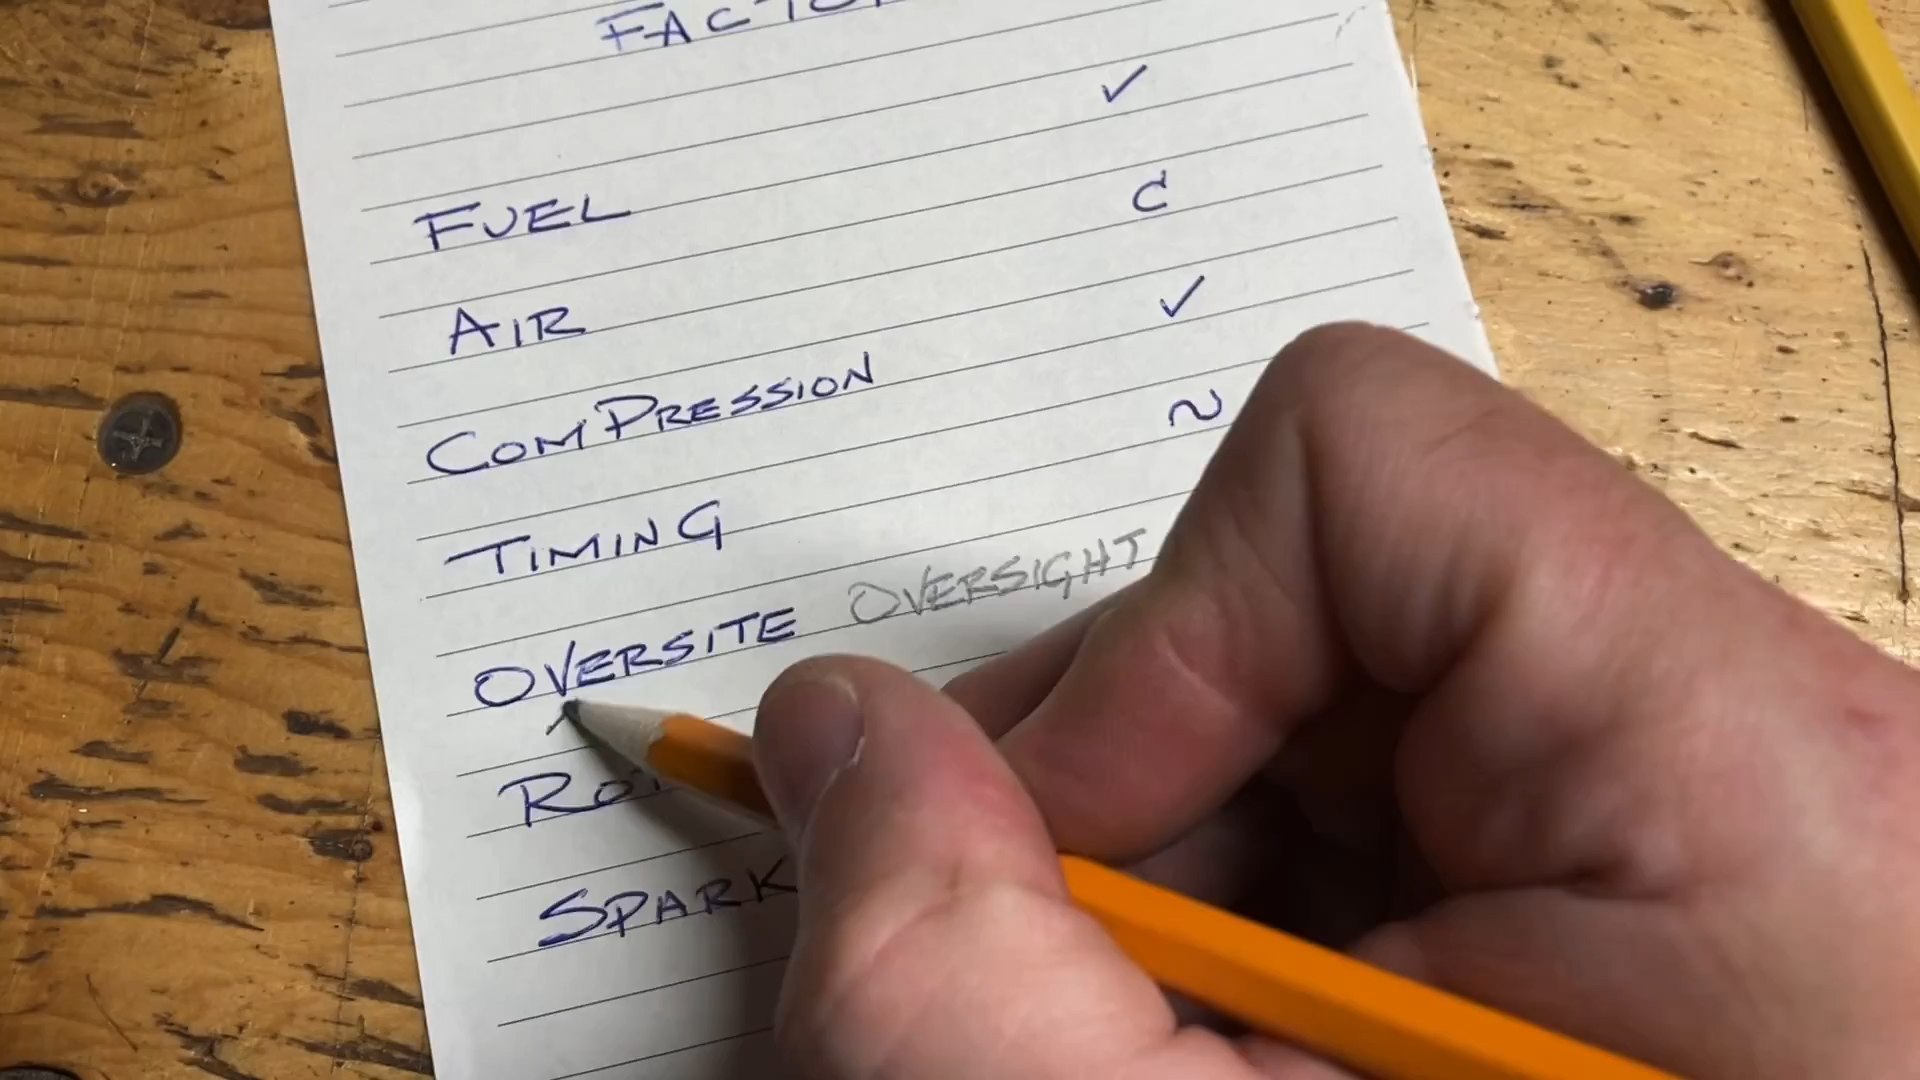 FUEL ✓
AIR C
COMPRESSION ✓
TIMING ~
OVERSITE OVERSIGHT
SPARK